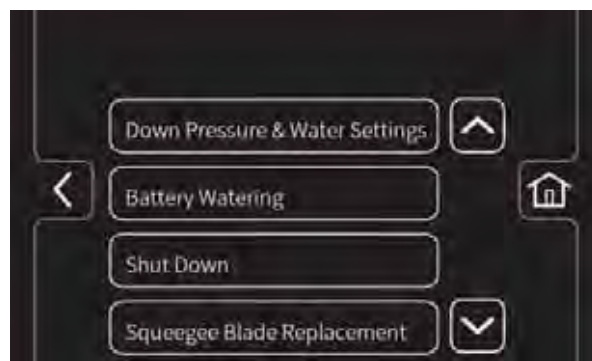 Down Pressure & Water Settings
Battery Watering
Shut Down
Squeegee Blade Replacement